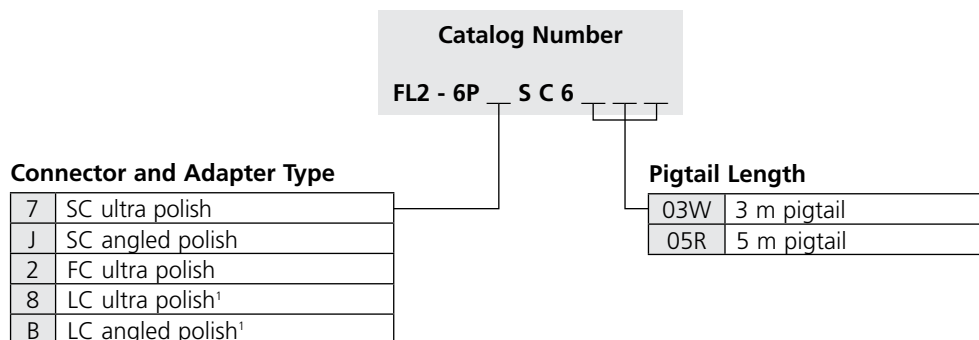 Catalog Number
FL2 - 6P __ S C 6 __ __ __
Connector and Adapter Type
7 SC ultra polish
J SC angled polish
2 FC ultra polish
8 LC ultra polish¹
B LC angled polish¹
Pigtail Length
03W 3 m pigtail
05R 5 m pigtail